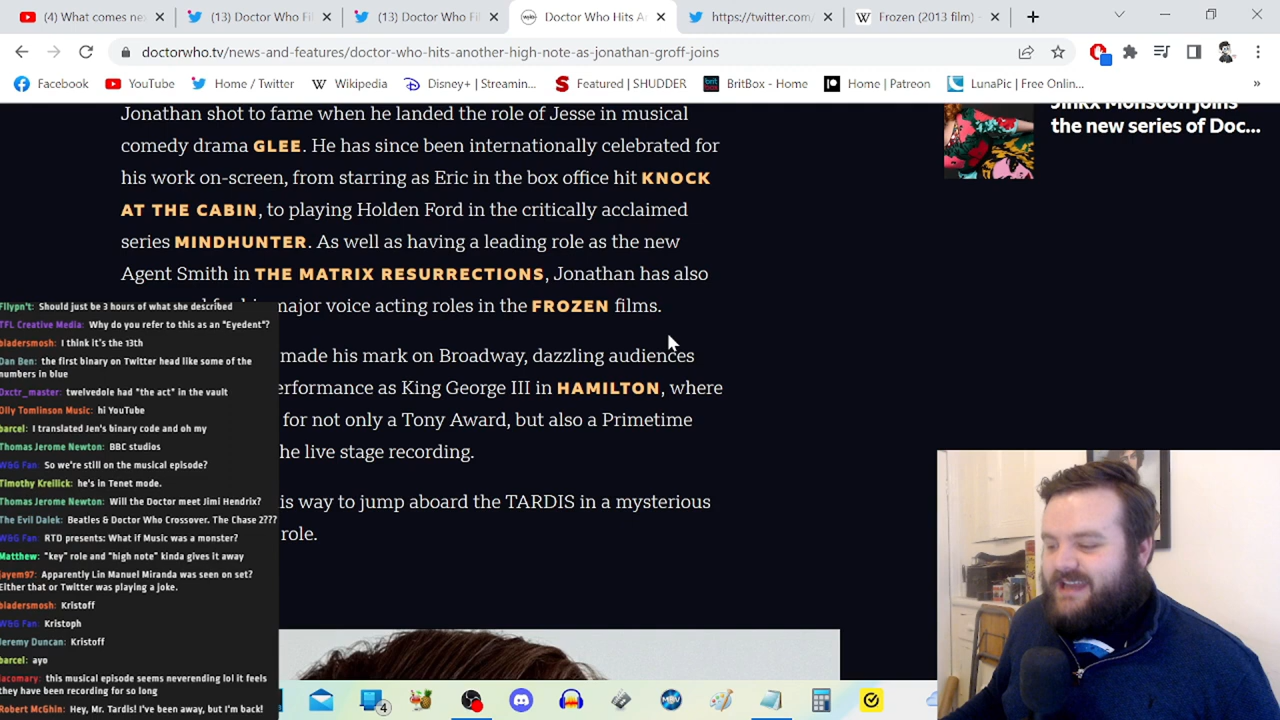 (4) What comes ne
(13) Doctor Who Fil
(13) Doctor Who Fil
Doctor Who Hits A
https://twitter.com/
Frozen (2013 film) -
doctorwho.tv/news-and-features/doctor-who-hits-another-high-note-as-jonathan-groff-joins
Facebook
YouTube
Home / Twitter
Wikipedia
Disney+ | Streamin...
Featured | SHUDDER
BritBox - Home
Home | Patreon
LunaPic | Free Onlin...
»
Jonathan shot to fame when he landed the role of Jesse in musical
comedy drama GLEE. He has since been internationally celebrated for
his work on-screen, from starring as Eric in the box office hit KNOCK
AT THE CABIN, to playing Holden Ford in the critically acclaimed
series MINDHUNTER. As well as having a leading role as the new
Agent Smith in THE MATRIX RESURRECTIONS, Jonathan has also
major voice acting roles in the FROZEN films.
made his mark on Broadway, dazzling audiences
erformance as King George III in HAMILTON, where
for not only a Tony Award, but also a Primetime
he live stage recording.
is way to jump aboard the TARDIS in a mysterious
role.
Jinkx Monsoon joins
the new series of Doc...
Fllypn't: Should just be 3 hours of what she described
TFL Creative Media: Why do you refer to this as an "Eyedent"?
bladersmosh: I think it's the 13th
Dan Ben: the first binary on Twitter head like some of the
numbers in blue
Dxctr_master: twelvedole had "the act" in the vault
Olly Tomlinson Music: hi YouTube
barcel: I translated Jen's binary code and oh my
Thomas Jerome Newton: BBC studios
W&G Fan: So we're still on the musical episode?
Timothy Kreilick: he's in Tenet mode.
Thomas Jerome Newton: Will the Doctor meet Jimi Hendrix?
The Evil Dalek: Beatles & Doctor Who Crossover. The Chase 2???
W&G Fan: RTD presents: What if Music was a monster?
Matthew: "key" role and "high note" kinda gives it away
jayem97: Apparently Lin Manuel Miranda was seen on set?
Either that or Twitter was playing a joke.
bladersmosh: Kristoff
W&G Fan: Kristoph
Jeremy Duncan: Kristoff
barcel: ayo
lacomary: this musical episode seems neverending lol it feels
they have been recording for so long
Robert McGhin: Hey, Mr. Tardis! I've been away, but I'm back!
4